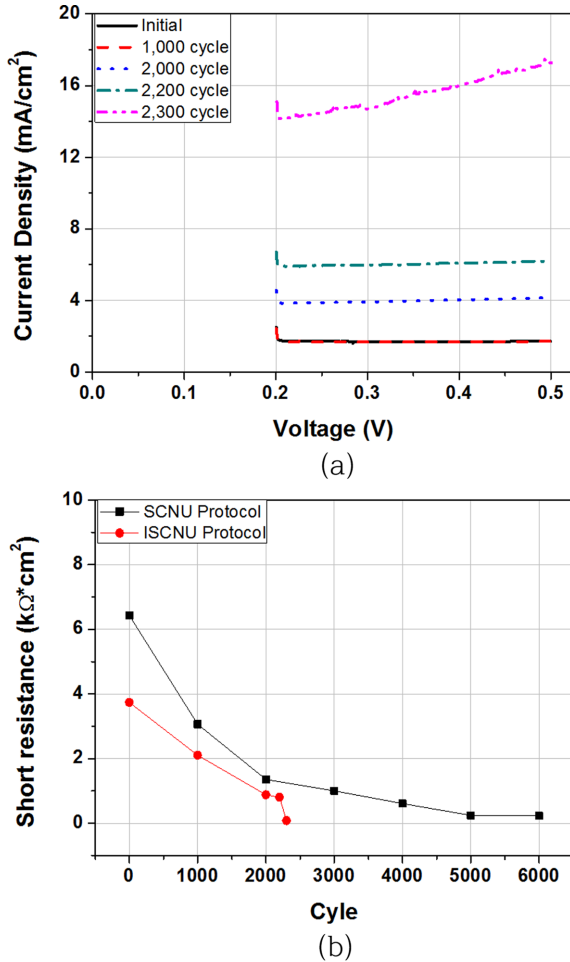 20
16
12
8
4
0
Current Density (mA/cm²)
Initial
1,000 cycle
2,000 cycle
2,200 cycle
2,300 cycle
0.0 0.1 0.2 0.3 0.4 0.5
Voltage (V)
(a)
10
8
6
4
2
0
Short resistance (kΩ*cm²)
SCNU Protocol
ISCNU Protocol
0 1000 2000 3000 4000 5000 6000
Cyle
(b)